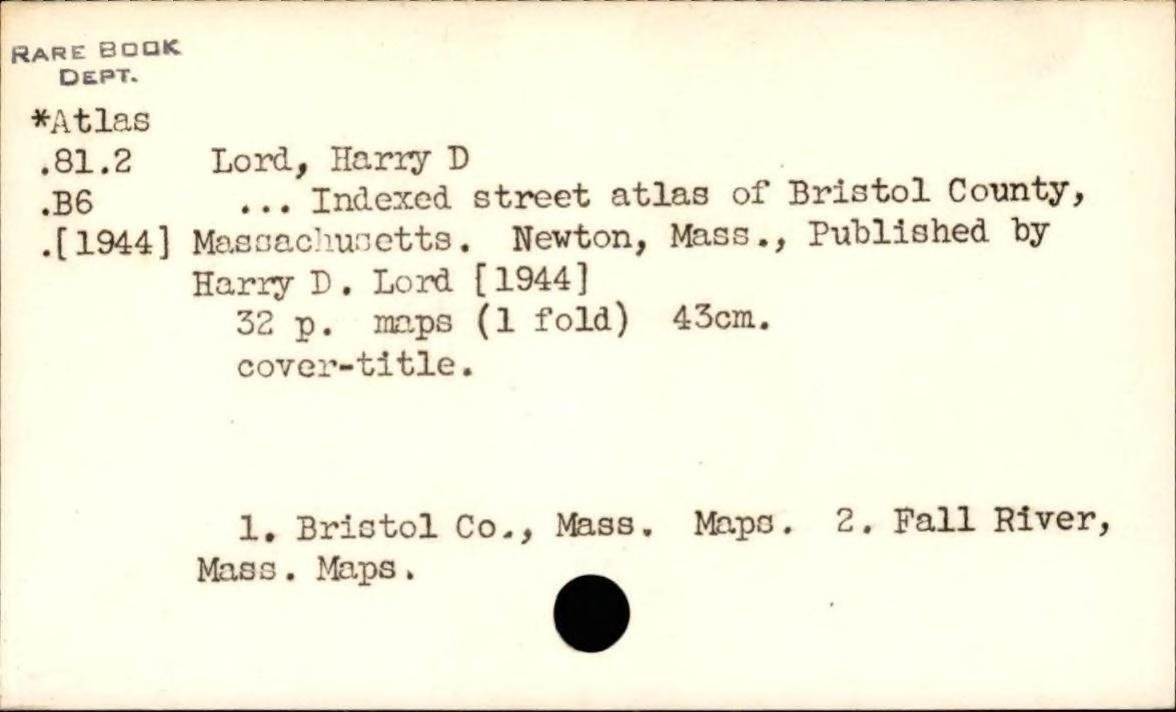 RARE BOOK
DEPT.
*Atlas
.81.2 Lord, Harry D
.B6 ... Indexed street atlas of Bristol County,
.[1944] Massachusetts. Newton, Mass., Published by
Harry D. Lord [1944]
32 p. maps (1 fold) 43cm.
cover-title.
1. Bristol Co., Mass. Maps. 2. Fall River,
Mass. Maps.